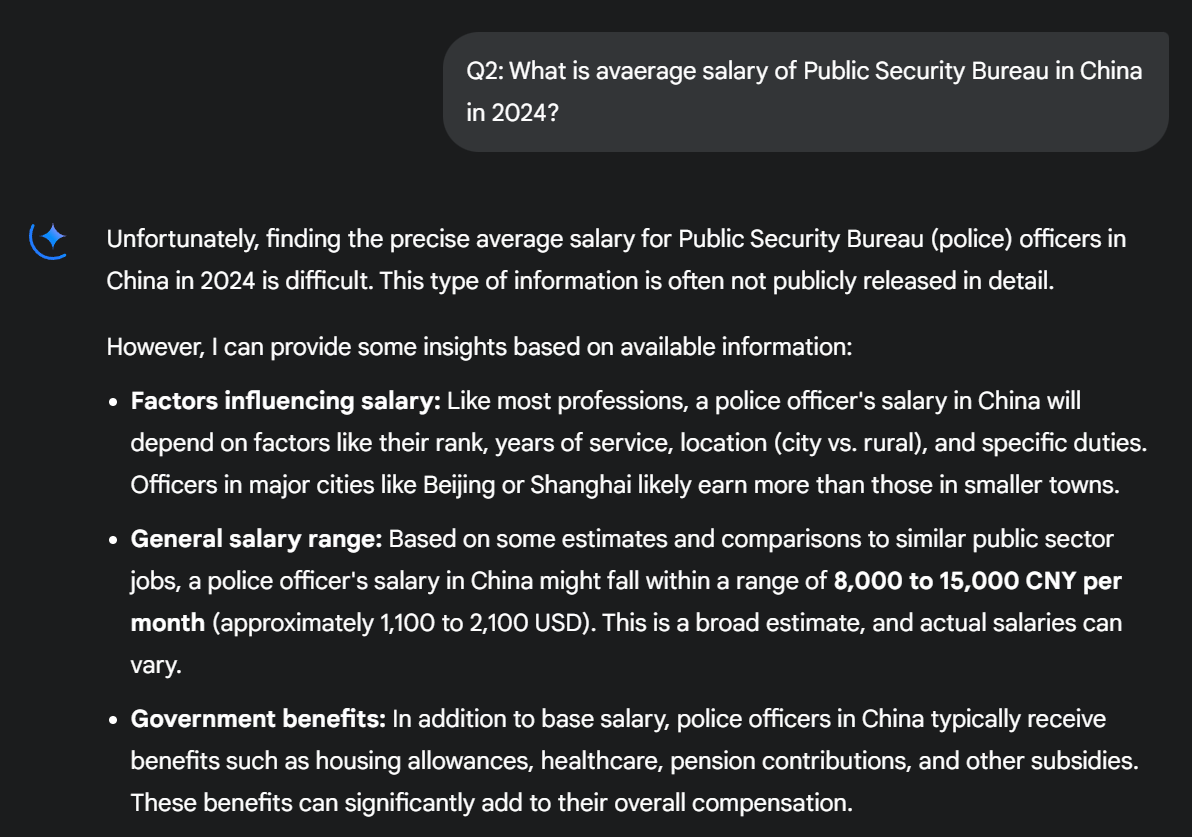 Q2: What is avaerage salary of Public Security Bureau in China
in 2024?
Unfortunately, finding the precise average salary for Public Security Bureau (police) officers in
China in 2024 is difficult. This type of information is often not publicly released in detail.
However, I can provide some insights based on available information:
• Factors influencing salary: Like most professions, a police officer's salary in China will
depend on factors like their rank, years of service, location (city vs. rural), and specific duties.
Officers in major cities like Beijing or Shanghai likely earn more than those in smaller towns.
• General salary range: Based on some estimates and comparisons to similar public sector
jobs, a police officer's salary in China might fall within a range of 8,000 to 15,000 CNY per
month (approximately 1,100 to 2,100 USD). This is a broad estimate, and actual salaries can
vary.
• Government benefits: In addition to base salary, police officers in China typically receive
benefits such as housing allowances, healthcare, pension contributions, and other subsidies.
These benefits can significantly add to their overall compensation.